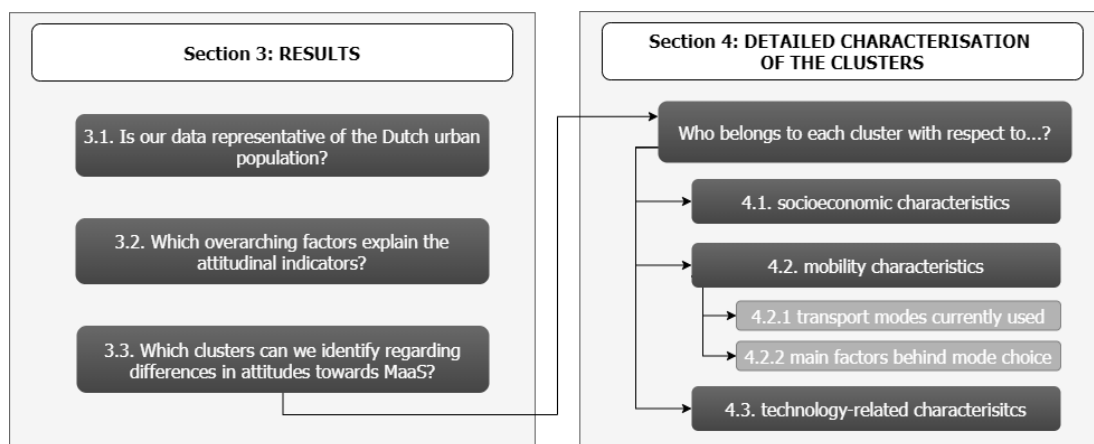 Section 3: RESULTS
3.1. Is our data representative of the Dutch urban
population?
3.2. Which overarching factors explain the
attitudinal indicators?
3.3. Which clusters can we identify regarding
differences in attitudes towards MaaS?
Section 4: DETAILED CHARACTERISATION
OF THE CLUSTERS
Who belongs to each cluster with respect to...?
4.1. socioeconomic characteristics
4.2. mobility characteristics
4.2.1 transport modes currently used
4.2.2 main factors behind mode choice
4.3. technology-related characterisitcs